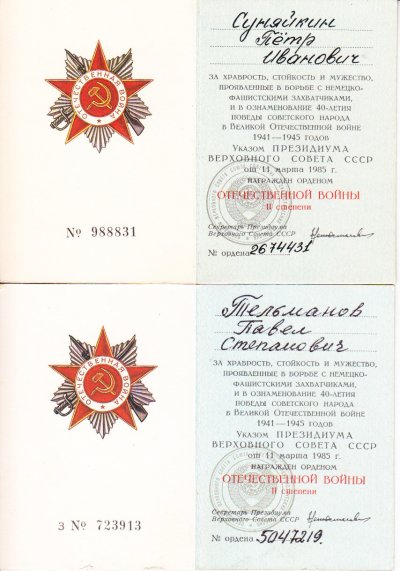 ОТЕЧЕСТВЕННАЯ ВОЙНА
№ 988831
Суняйкин
Пётр
Иванович
ЗА ХРАБРОСТЬ, СТОЙКОСТЬ И МУЖЕСТВО,
ПРОЯВЛЕННЫЕ В БОРЬБЕ С НЕМЕЦКО-
ФАШИСТСКИМИ ЗАХВАТЧИКАМИ,
И В ОЗНАМЕНОВАНИЕ 40-ЛЕТИЯ
ПОБЕДЫ СОВЕТСКОГО НАРОДА
В ВЕЛИКОЙ ОТЕЧЕСТВЕННОЙ ВОЙНЕ
1941—1945 ГОДОВ
УКАЗОМ ПРЕЗИДИУМА
ВЕРХОВНОГО СОВЕТА СССР
от 11 марта 1985 г.
НАГРАЖДЕН ОРДЕНОМ
ОТЕЧЕСТВЕННОЙ ВОЙНЫ
II степени
Секретарь Президиума
Верховного Совета СССР
№ ордена 2674431
ОТЕЧЕСТВЕННАЯ ВОЙНА
З № 723913
Тельманов
Павел
Степанович
ЗА ХРАБРОСТЬ, СТОЙКОСТЬ И МУЖЕСТВО,
ПРОЯВЛЕННЫЕ В БОРЬБЕ С НЕМЕЦКО-
ФАШИСТСКИМИ ЗАХВАТЧИКАМИ,
И В ОЗНАМЕНОВАНИЕ 40-ЛЕТИЯ
ПОБЕДЫ СОВЕТСКОГО НАРОДА
В ВЕЛИКОЙ ОТЕЧЕСТВЕННОЙ ВОЙНЕ
1941—1945 ГОДОВ
УКАЗОМ ПРЕЗИДИУМА
ВЕРХОВНОГО СОВЕТА СССР
от 11 марта 1985 г.
НАГРАЖДЕН ОРДЕНОМ
ОТЕЧЕСТВЕННОЙ ВОЙНЫ
II степени
Секретарь Президиума
Верховного Совета СССР
№ ордена 5047219.